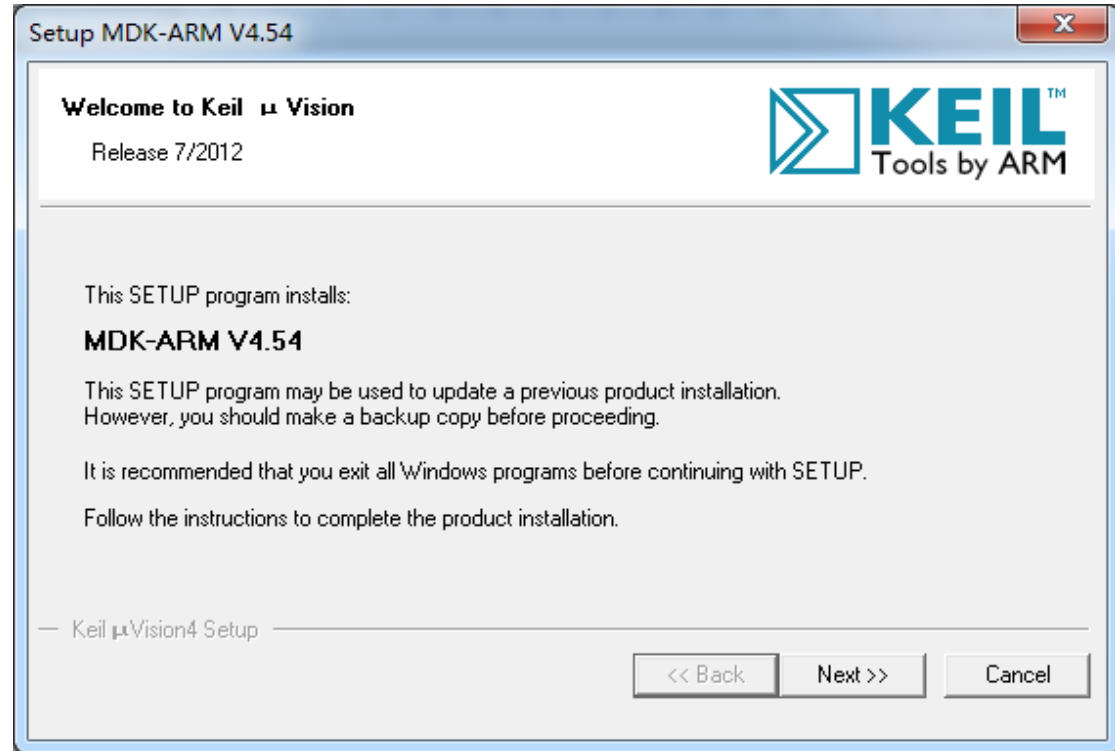 Setup MDK-ARM V4.54
Welcome to Keil μ Vision
Release 7/2012
KEIL™
Tools by ARM
This SETUP program installs:
MDK-ARM V4.54
This SETUP program may be used to update a previous product installation.
However, you should make a backup copy before proceeding.
It is recommended that you exit all Windows programs before continuing with SETUP.
Follow the instructions to complete the product installation.
Keil μVision4 Setup
<< Back
Next >>
Cancel